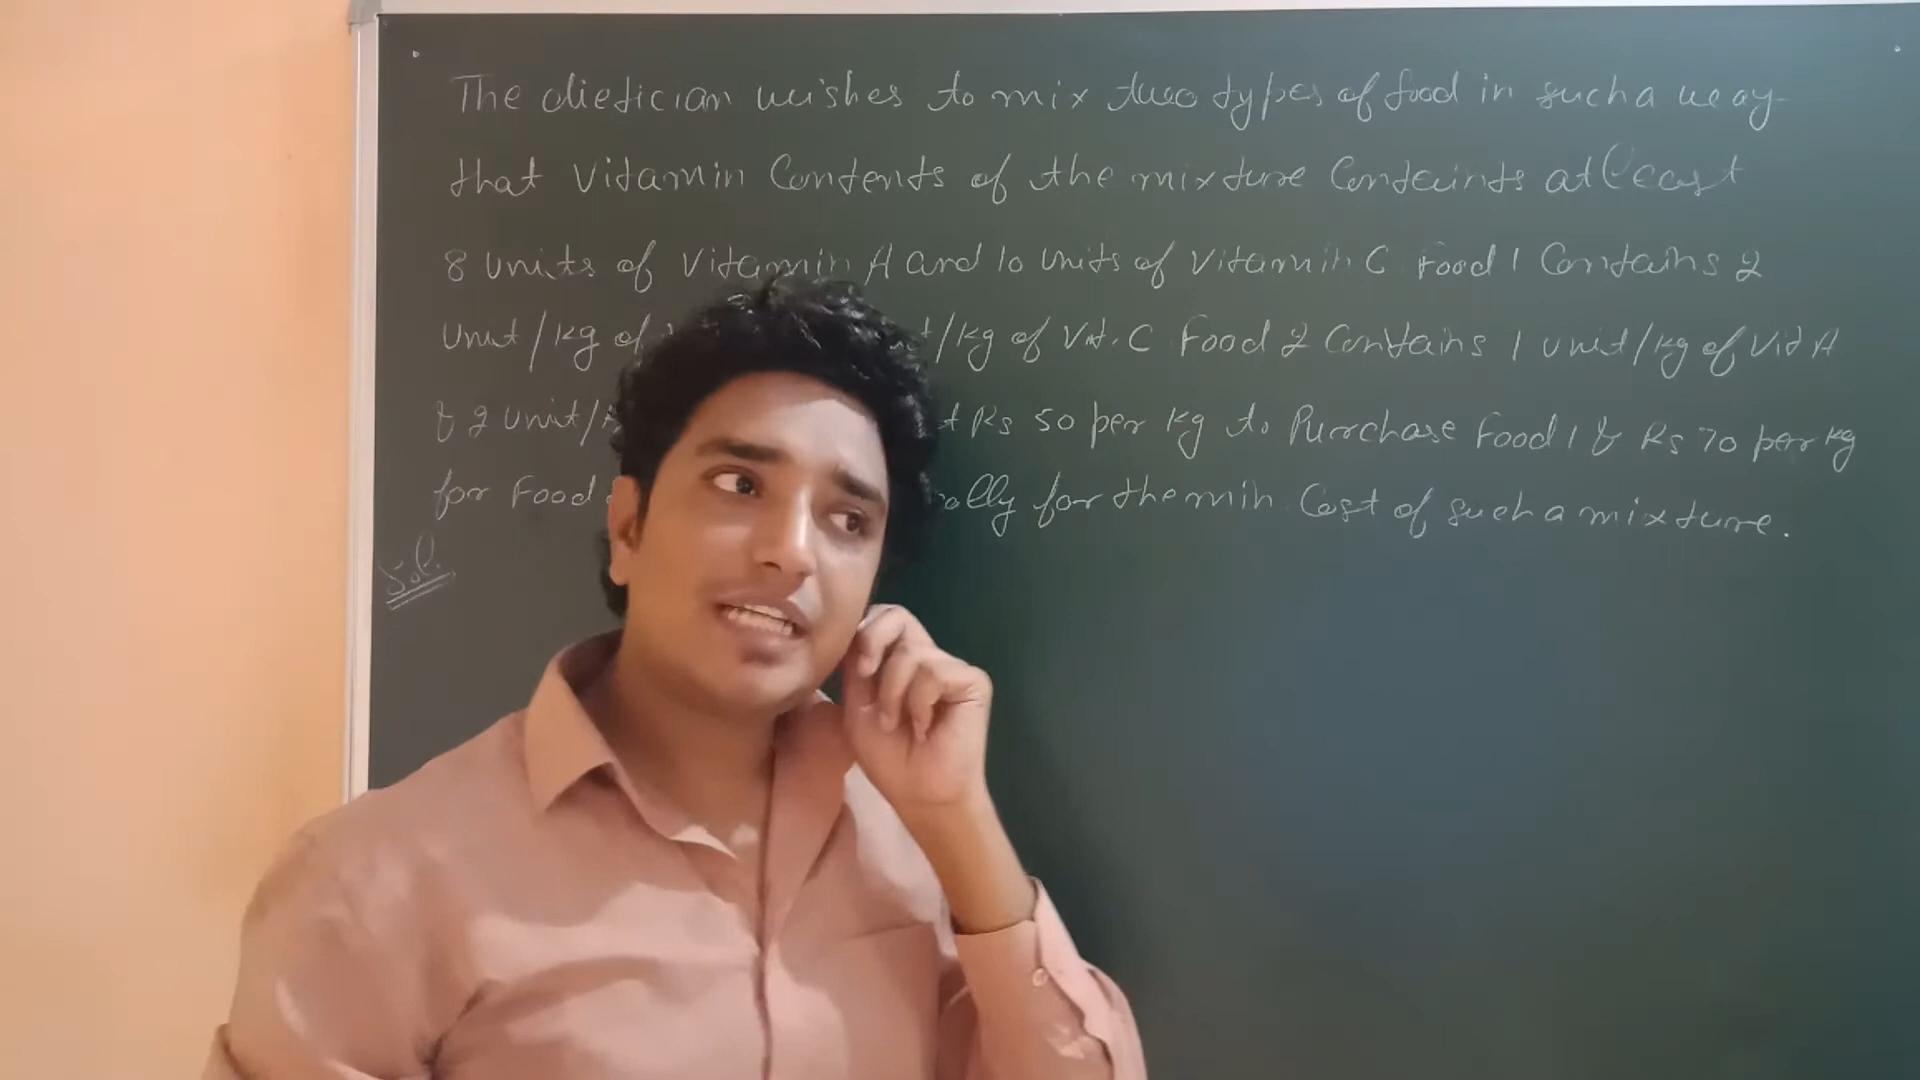 The dietician wishes to mix two types of food in such a way
that Vitamin Contents of the mixture Containts atleast
8 Units of Vitamin A and 10 Units of Vitamin C Food 1 Contains 2
Unit/kg of /kg of Vit. C Food 2 Contains 1 unit/kg of Vit A
& 2 unit/ Rs 50 per kg to Purchase Food 1 & Rs 70 per kg
for Food for the min. Cost of such a mixture.
Sol.